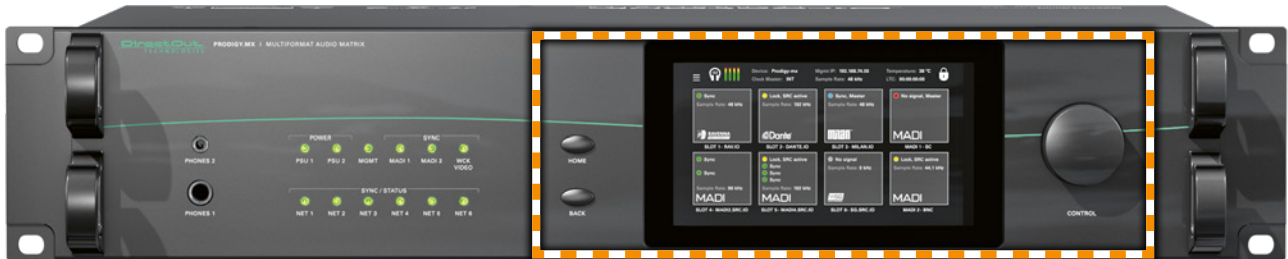 DirectOut
TECHNOLOGIES
PRODIGY.MX | MULTIFORMAT AUDIO MATRIX
PHONES 2
PHONES 1
POWER
SYNC
PSU 1 PSU 2 MGMT MADI 1 MADI 2 WCK
VIDEO
SYNC / STATUS
NET 1 NET 2 NET 3 NET 4 NET 5 NET 6
HOME
BACK
Device: Prodigy-mx Mgmt-IP: 192.168.74.55 Temperature: 38 °C
Clock Master: INT Sample Rate: 48 kHz LTC: 00:00:00:00
Sync
Sample Rate: 48 kHz
RAVENNA
SLOT 1 - RAV.IO
Lock, SRC active
Sample Rate: 192 kHz
Dante
SLOT 2 - DANTE.IO
Sync, Master
Sample Rate: 48 kHz
MILAN
SLOT 3 - MILAN.IO
No signal, Master
MADI
MADI 1 - SC
Sync
Sync
Sample Rate: 96 kHz
MADI
SLOT 4 - MADI2.SRC.IO
Lock, SRC active
Sync
Sync
Sync
Sample Rate: 192 kHz
MADI
SLOT 5 - MADI4.SRC.IO
No signal
Sample Rate: 0 kHz
SLOT 6 - SG.SRC.IO
Lock, SRC active
Sample Rate: 44.1 kHz
MADI
MADI 2 - BNC
CONTROL